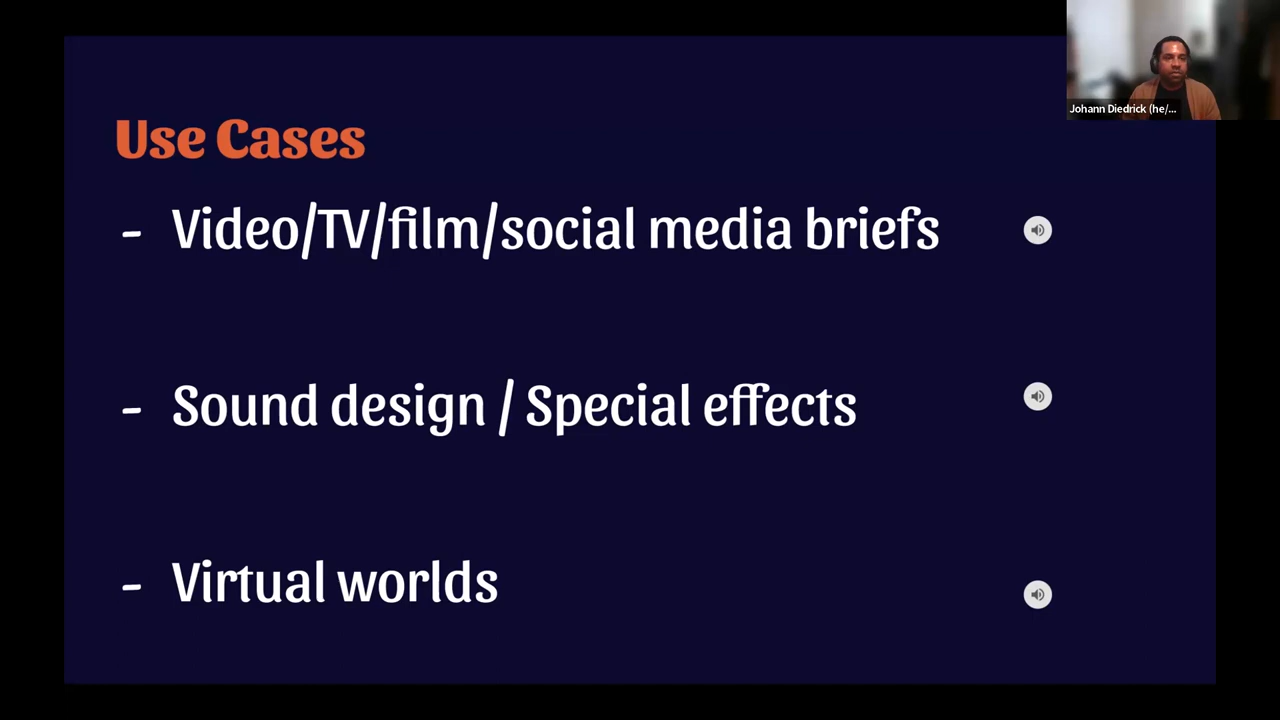 Johann Diedrick (he/...
Use Cases
- Video/TV/film/social media briefs
- Sound design / Special effects
- Virtual worlds